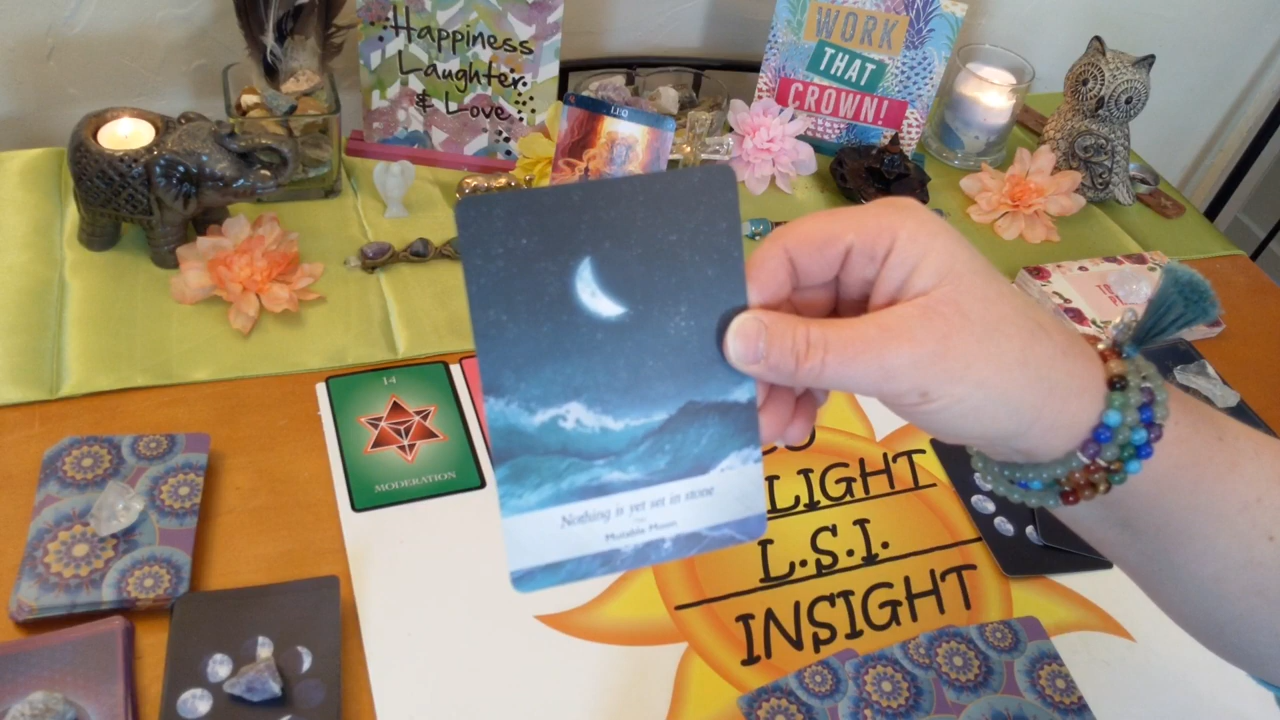 Happiness
Laughter
& Love
WORK
THAT
CROWN!
LEO
14
MODERATION
Nothing is yet set in stone
Mutable Moon
LIGHT
L.S.I.
INSIGHT